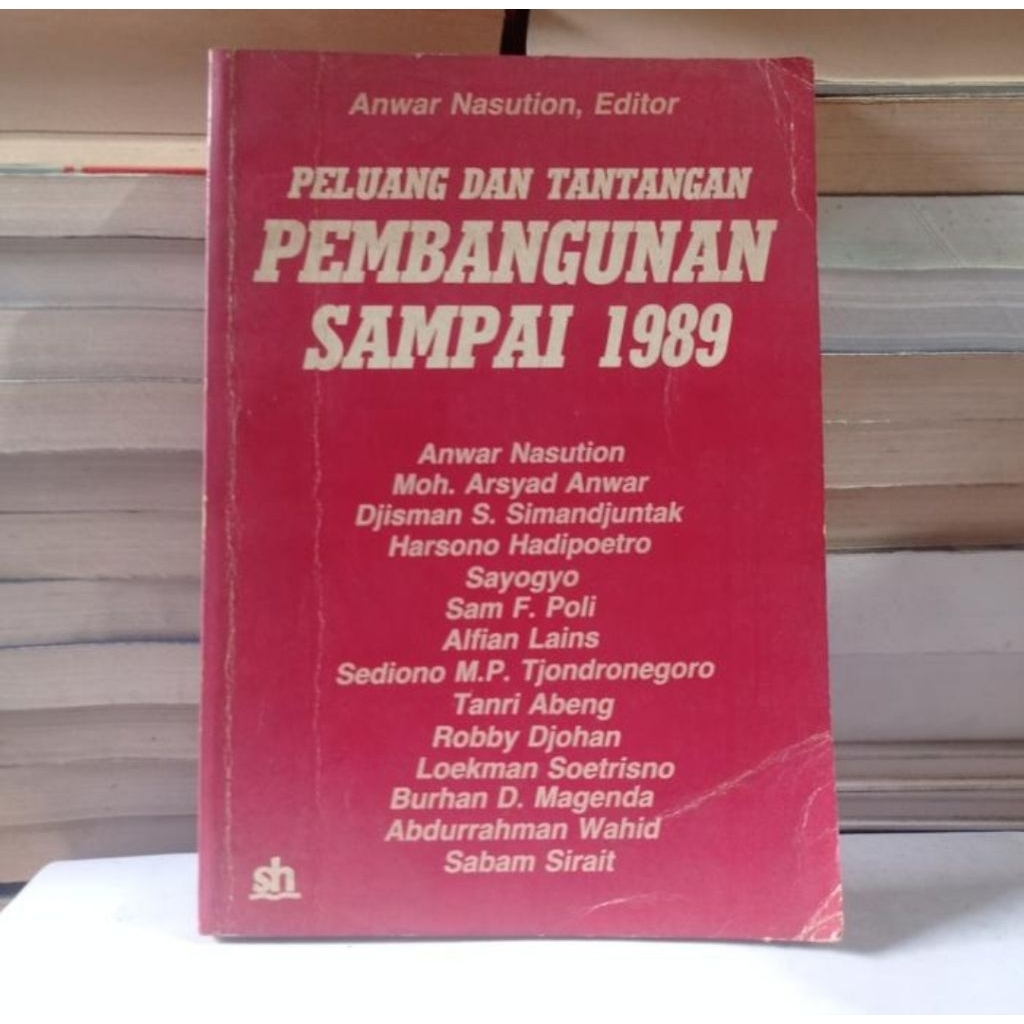 Anwar Nasution, Editor
PELUANG DAN TANTANGAN
PEMBANGUNAN
SAMPAI 1989
Anwar Nasution
Moh. Arsyad Anwar
Djisman S. Simandjuntak
Harsono Hadipoetro
Sayogyo
Sam F. Poli
Alfian Lains
Sediono M.P. Tjondronegoro
Tanri Abeng
Robby Djohan
Loekman Soetrisno
Burhan D. Magenda
Abdurrahman Wahid
Sabam Sirait
sh